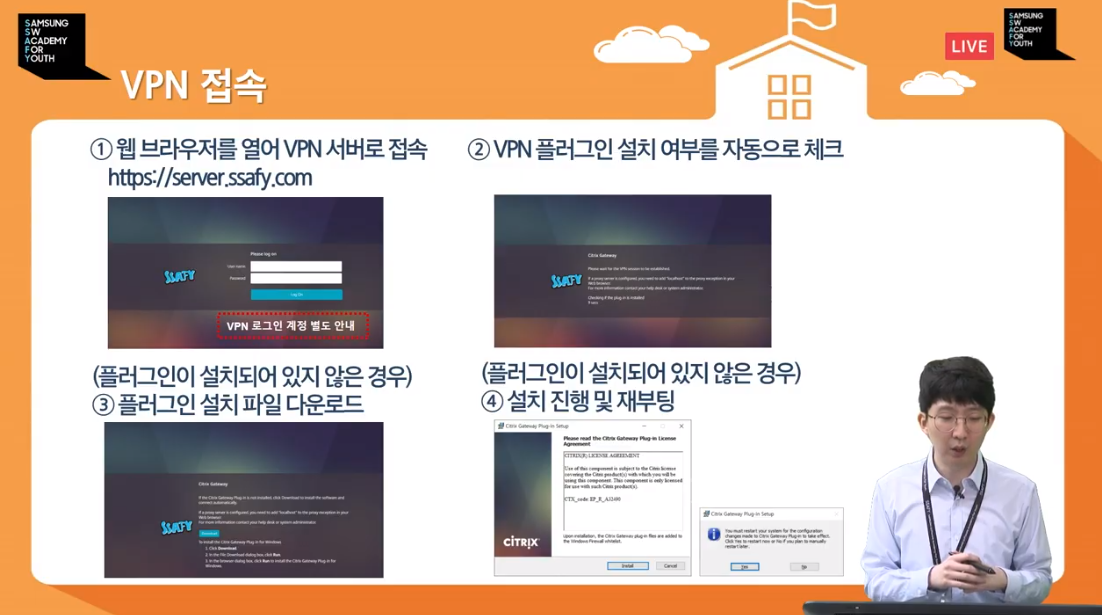 SAMSUNG
SW
ACADEMY
FOR
YOUTH
LIVE
SAMSUNG
SW
ACADEMY
FOR
YOUTH
VPN 접속
① 웹 브라우저를 열어 VPN 서버로 접속
https://server.ssafy.com
② VPN 플러그인 설치 여부를 자동으로 체크
Please log on
User name
Password
Log On
SSAFY
VPN 로그인 계정 별도 안내
Citrix Gateway
Please wait for the VPN session to be established.
If a proxy server is configured, you need to add "localhost" to the proxy exception in your
Web browser.
For more information contact your help desk or system administrator.
Checking if the plug-in is installed
SSAFY
(플러그인이 설치되어 있지 않은 경우)
③ 플러그인 설치 파일 다운로드
(플러그인이 설치되어 있지 않은 경우)
④ 설치 진행 및 재부팅
Citrix Gateway
If the Citrix Gateway Plug-in is not installed, click Download to install the software and
connect automatically.
If a proxy server is configured, you need to add "localhost" to the proxy exception in your
Web browser.
For more information contact your help desk or system administrator.
SSAFY
Download
To install the Citrix Gateway Plug-in for Windows
1. Click Download
2. In the File Download dialog box, click Run.
3. In the browser dialog box, click Run to install the Citrix Gateway Plug-in for
Windows.
Citrix Gateway Plug-in Setup
Please read the Citrix Gateway Plug-in License
Agreement
CITRIX(R) LICENSE AGREEMENT
Use of this component is subject to the Citrix license
covering the Citrix product(s) with which you will be
using this component. This component is only licensed
for use with such Citrix product(s).
CTX_code: EP_R_A32400
Upon installation, the Citrix Gateway plug-in files are added to
the Windows Firewall whitelist.
CITRIX
Install
Cancel
Citrix Gateway Plug-in Setup
You must restart your system for the configuration
changes made to Citrix Gateway Plug-in to take effect.
Click Yes to restart now or No if you plan to manually
restart later.
Yes
No